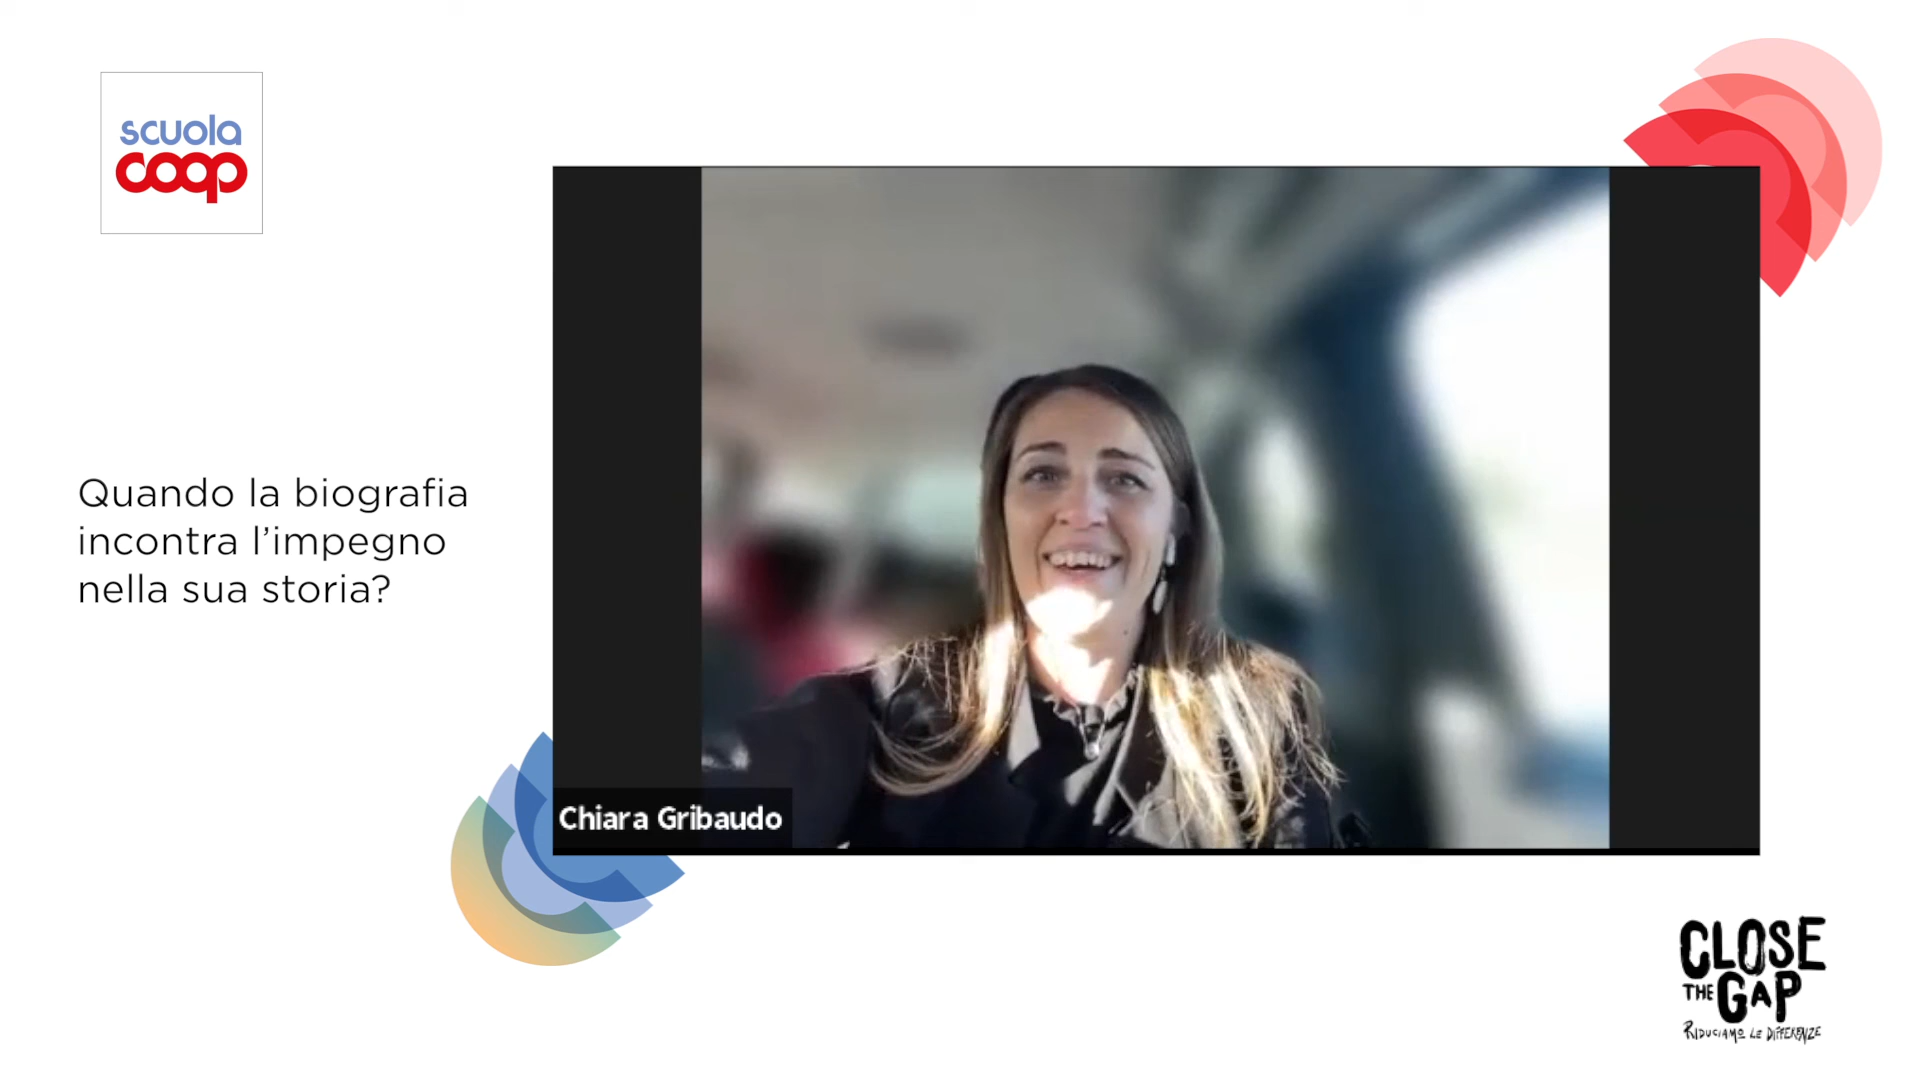 scuola
coop
Quando la biografia
incontra l’impegno
nella sua storia?
Chiara Gribaudo
CLOSE
THE GAP
RIDUCIAMO LE DIFFERENZE